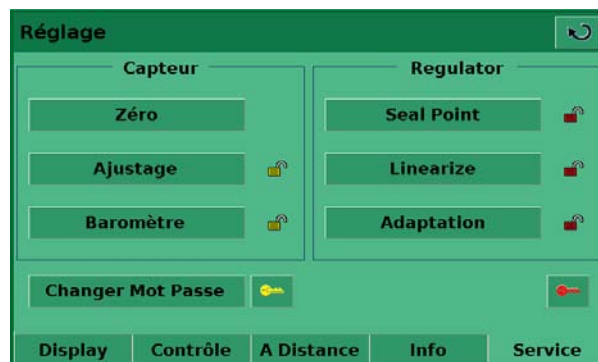 Réglage
Capteur
Regulator
Zéro
Seal Point
Ajustage
Linearize
Baromètre
Adaptation
Changer Mot Passe
Display
Contrôle
A Distance
Info
Service